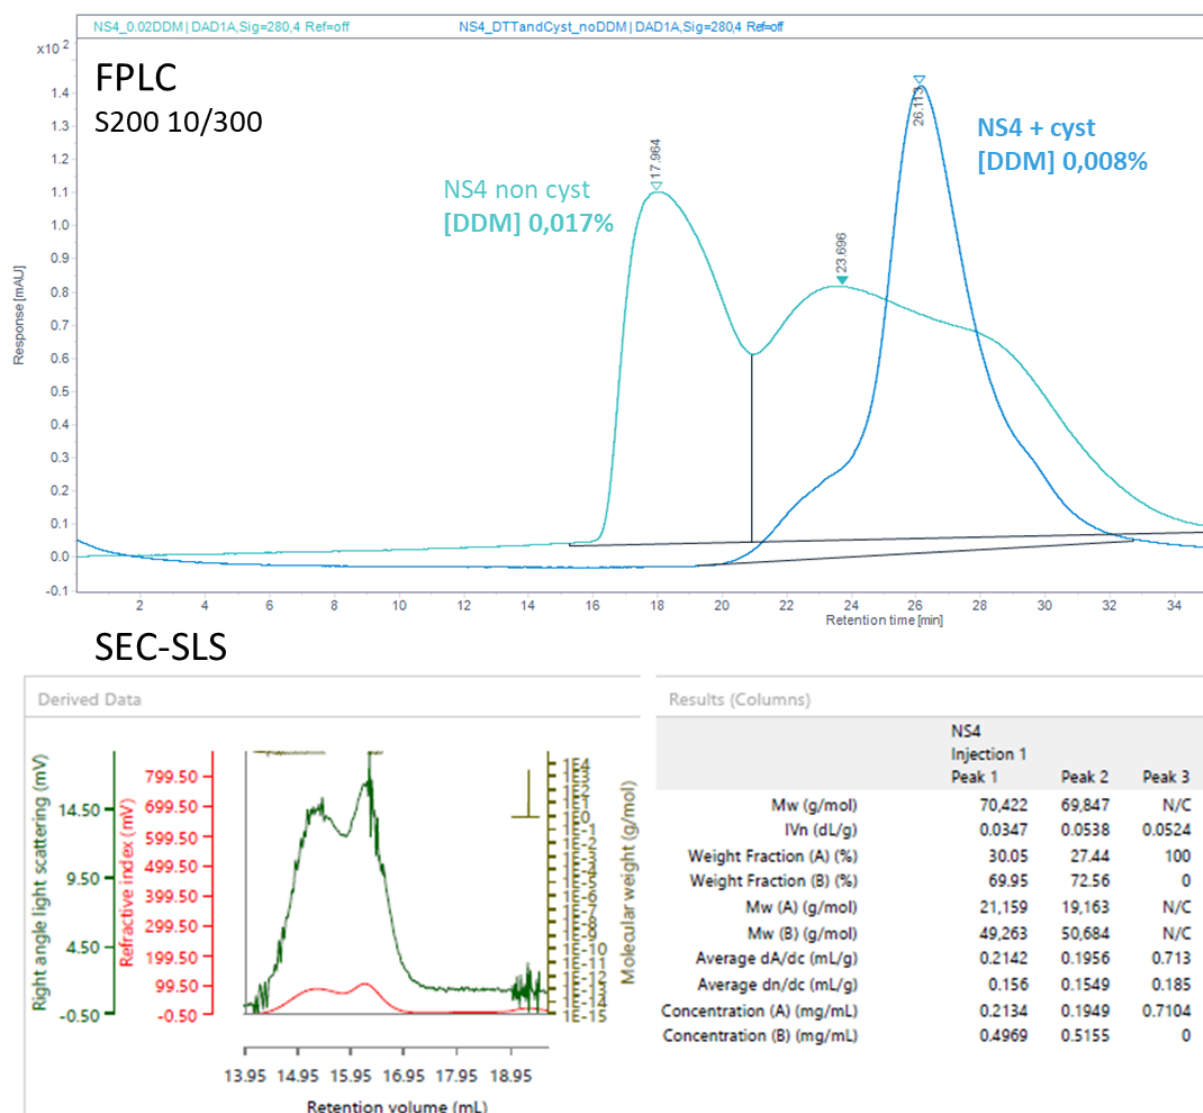 NS4_0.02DDM | DAD1A,Sig=280,4 Ref=off
NS4_DTTandCyst_noDDM | DAD1A,Sig=280,4 Ref=off
x10 2
FPLC
S200 10/300
1.4
1.3
1.2
1.1
1.0
0.9
0.8
0.7
0.6
0.5
0.4
0.3
0.2
0.1
0.0
-0.1
Response [mAU]
17.964
23.696
26.113
NS4 non cyst
[DDM] 0,017%
NS4 + cyst
[DDM] 0,008%
2 4 6 8 10 12 14 16 18 20 22 24 26 28 30 32 34
Retention time [min]
SEC-SLS
Derived Data
Right angle light scattering (mV)
14.50
9.50
4.50
-0.50
Refractive index (mV)
799.50
699.50
599.50
499.50
399.50
299.50
199.50
99.50
-0.50
1E4
1E-15
Molecular weight (g/mol)
13.95 14.95 15.95 16.95 17.95 18.95
Retention volume (mL)
Results (Columns)
NS4
Injection 1
Peak 1 Peak 2 Peak 3
Mw (g/mol) 70,422 69,847 N/C
IVn (dL/g) 0.0347 0.0538 0.0524
Weight Fraction (A) (%) 30.05 27.44 100
Weight Fraction (B) (%) 69.95 72.56 0
Mw (A) (g/mol) 21,159 19,163 N/C
Mw (B) (g/mol) 49,263 50,684 N/C
Average dA/dc (mL/g) 0.2142 0.1956 0.713
Average dn/dc (mL/g) 0.156 0.1549 0.185
Concentration (A) (mg/mL) 0.2134 0.1949 0.7104
Concentration (B) (mg/mL) 0.4969 0.5155 0